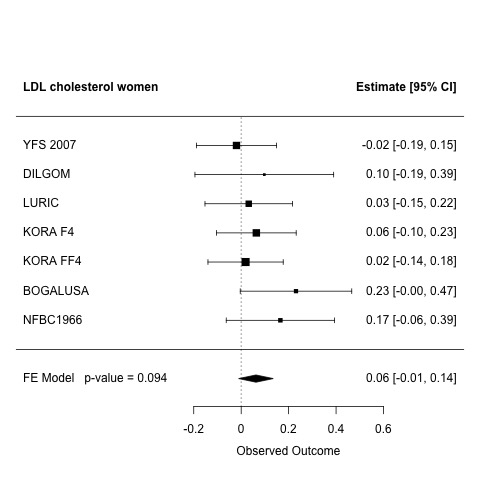 LDL cholesterol women Estimate [95% CI]
YFS 2007 -0.02 [-0.19, 0.15]
DILGOM 0.10 [-0.19, 0.39]
LURIC 0.03 [-0.15, 0.22]
KORA F4 0.06 [-0.10, 0.23]
KORA FF4 0.02 [-0.14, 0.18]
BOGALUSA 0.23 [-0.00, 0.47]
NFBC1966 0.17 [-0.06, 0.39]
FE Model p-value = 0.094 0.06 [-0.01, 0.14]
-0.2 0 0.2 0.4 0.6
Observed Outcome